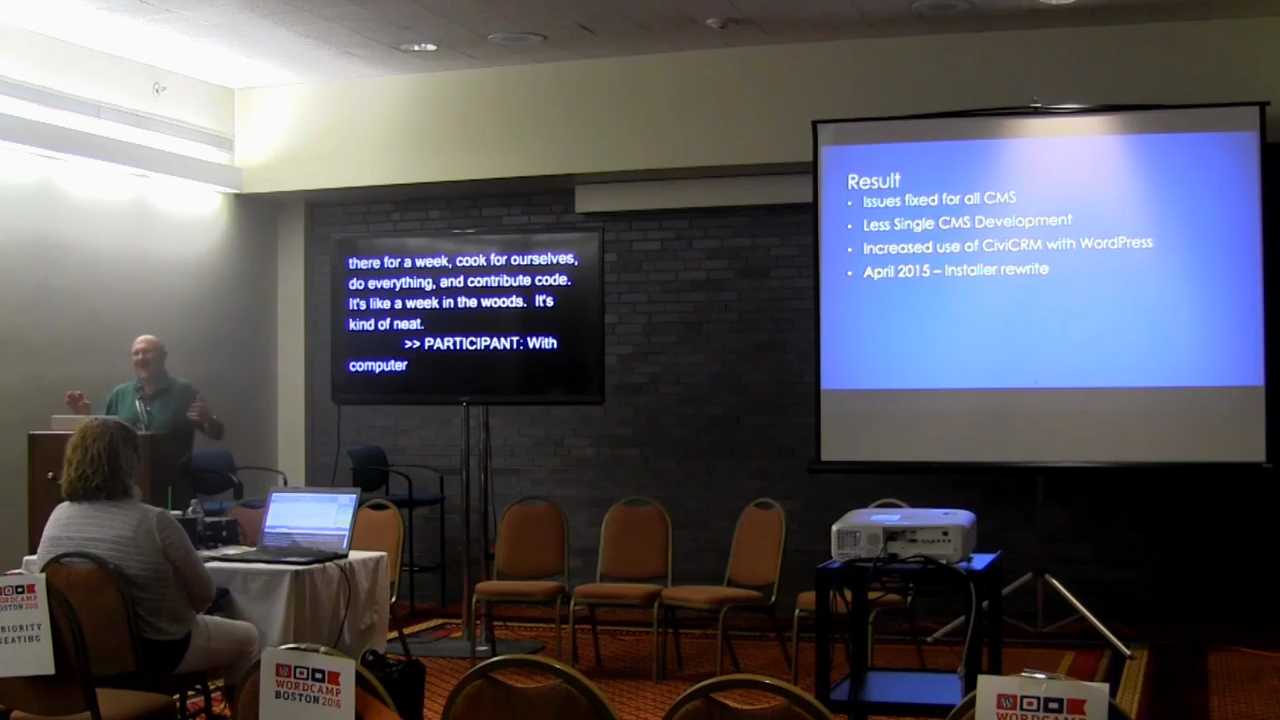 there for a week, cook for ourselves,
do everything, and contribute code.
It's like a week in the woods. It's
kind of neat.
>> PARTICIPANT: With
computer
Result
• Issues fixed for all CMS
• Less Single CMS Development
• Increased use of CiviCRM with WordPress
• April 2015 – Installer rewrite
WORDCAMP
BOSTON 2016
PRIORITY
SEATING
WORDCAMP
BOSTON 2016
WORDCAMP